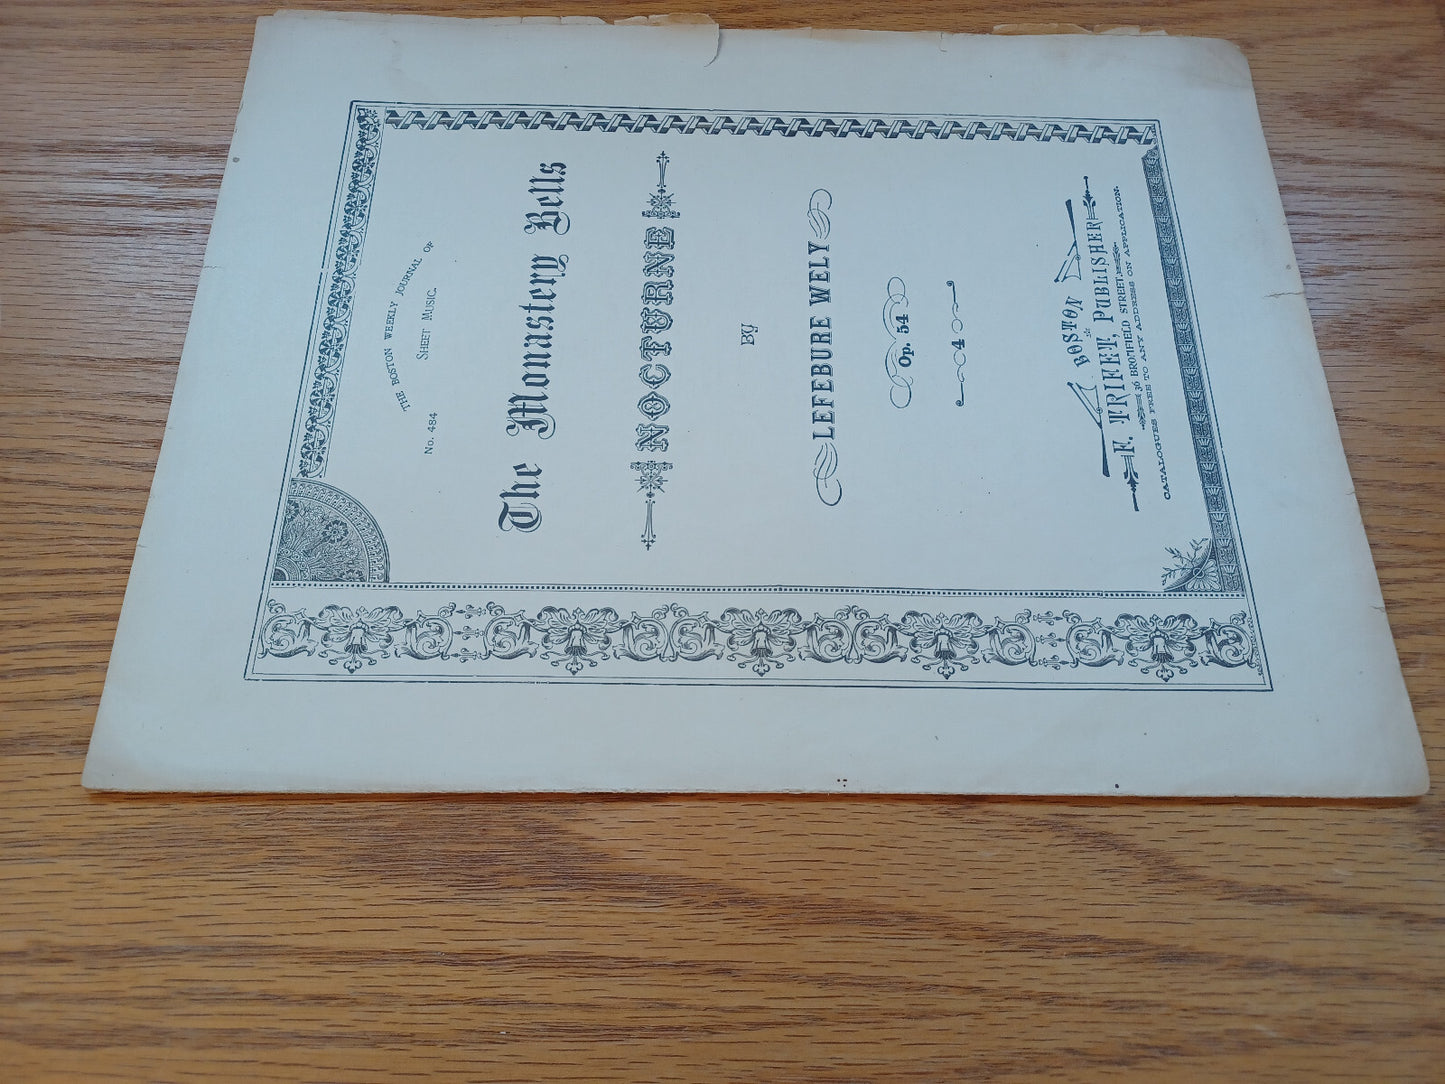 No. 484
THE BOSTON WEEKLY JOURNAL OF
SHEET MUSIC.
The Monastery Bells
NOCTURNE
BY
LEFEBURE WELY
Op. 54
4
BOSTON
F. TRIFET, PUBLISHER
36 BROMFIELD STREET,
CATALOGUES FREE TO ANY ADDRESS ON APPLICATION.